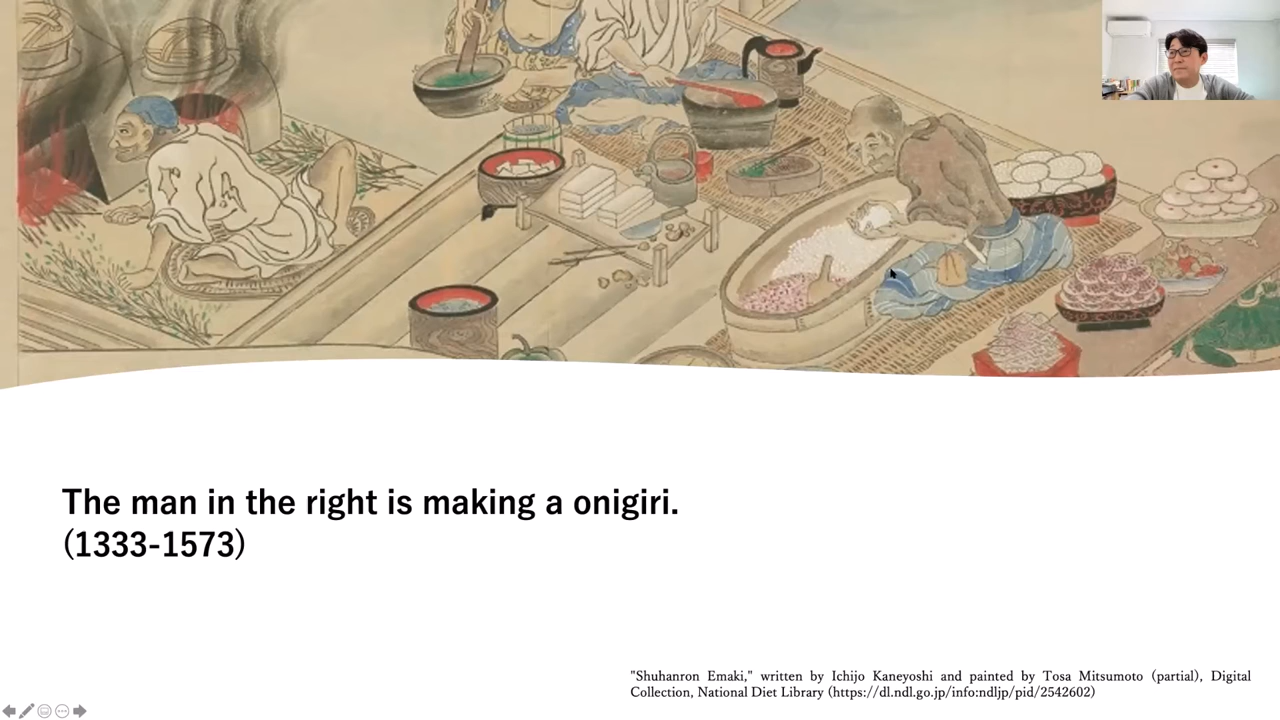 The man in the right is making a onigiri.
(1333-1573)
"Shuhanron Emaki," written by Ichijo Kaneyoshi and painted by Tosa Mitsumoto (partial), Digital
Collection, National Diet Library (https://dl.ndl.go.jp/info:ndljp/pid/2542602)